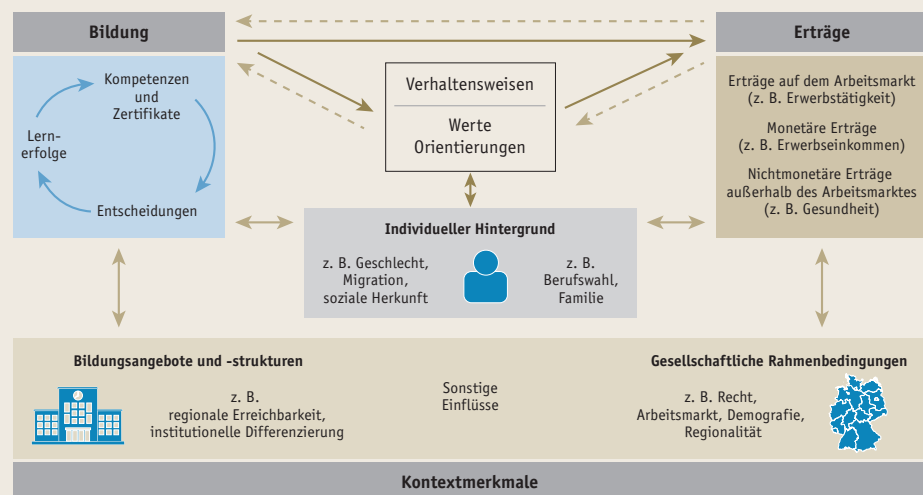 Bildung
Erträge
Kompetenzen
und
Zertifikate
Lern-
erfolge
Entscheidungen
Verhaltensweisen
Werte
Orientierungen
Erträge auf dem Arbeitsmarkt
(z. B. Erwerbstätigkeit)
Monetäre Erträge
(z. B. Erwerbseinkommen)
Nichtmonetäre Erträge
außerhalb des Arbeitsmarktes
(z. B. Gesundheit)
Individueller Hintergrund
z. B. Geschlecht,
Migration,
soziale Herkunft
z. B.
Berufswahl,
Familie
Bildungsangebote und -strukturen
z. B.
regionale Erreichbarkeit,
institutionelle Differenzierung
Sonstige
Einflüsse
Gesellschaftliche Rahmenbedingungen
z. B. Recht,
Arbeitsmarkt, Demografie,
Regionalität
Kontextmerkmale